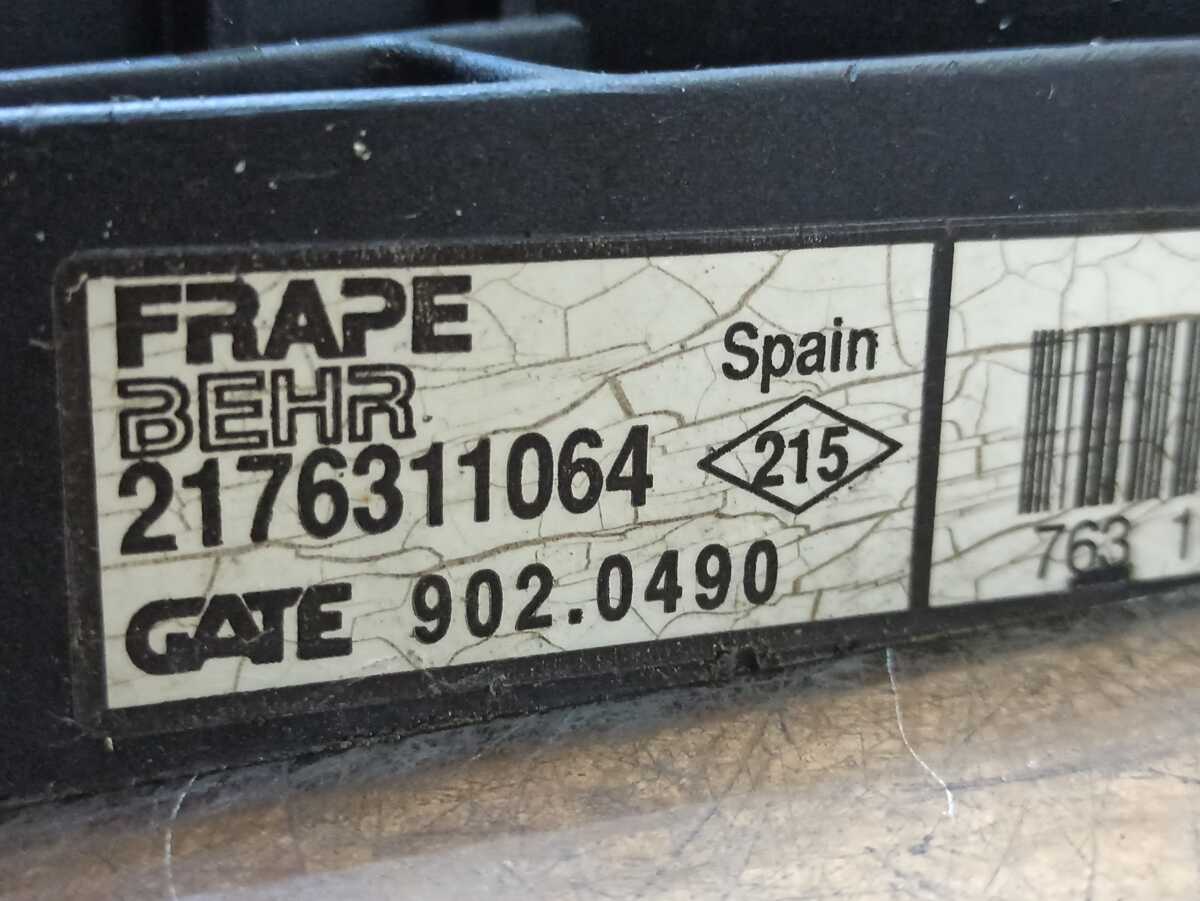 FRAPE
BEHR
Spain
2176311064
215
GATE 902.0490
763 1